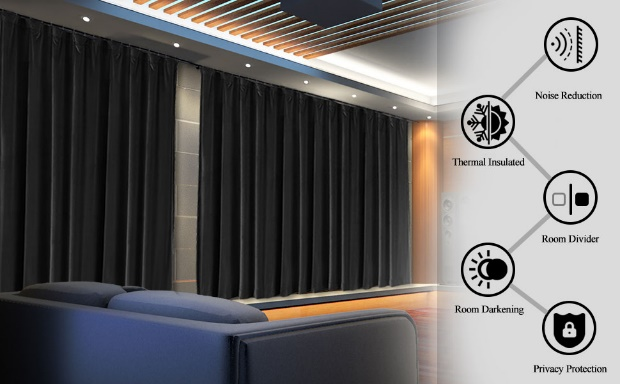 Noise Reduction
Thermal Insulated
Room Divider
Room Darkening
Privacy Protection